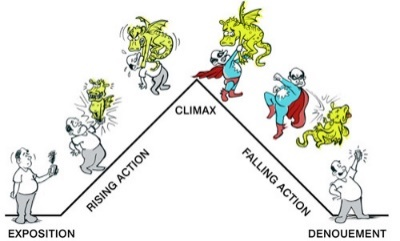 CLIMAX
RISING ACTION
FALLING ACTION
EXPOSITION
DENOUEMENT